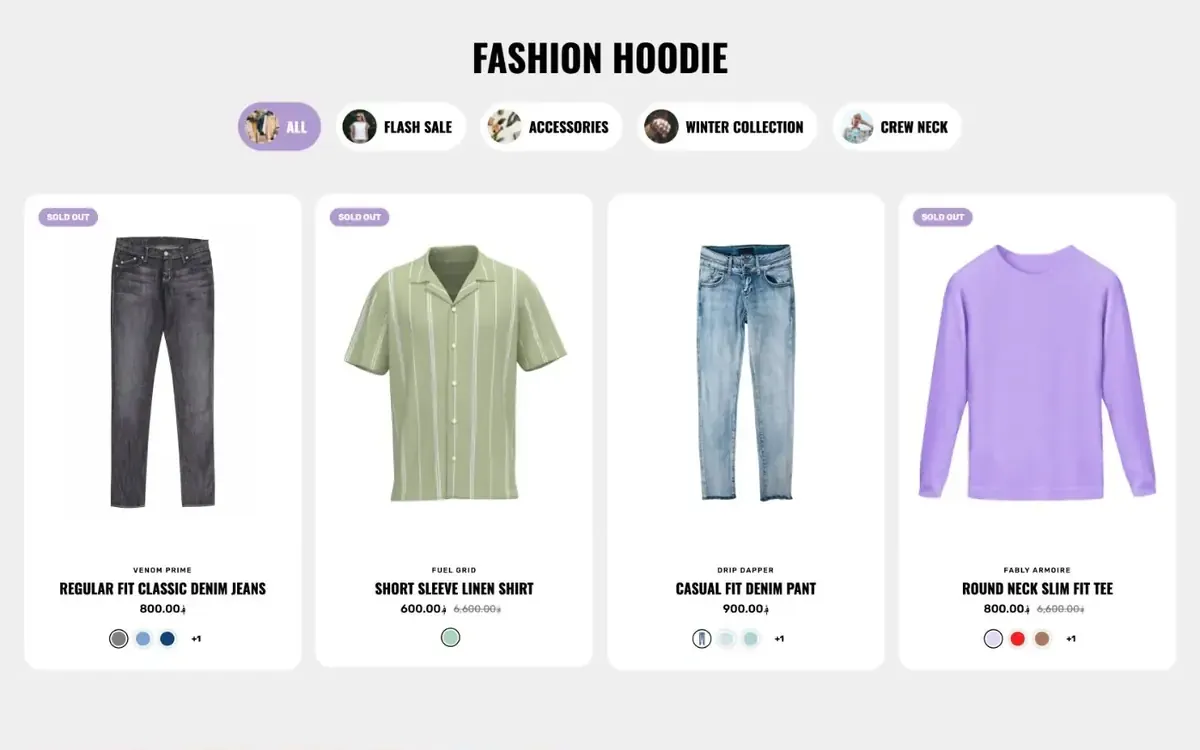 FASHION HOODIE
ALL
FLASH SALE
ACCESSORIES
WINTER COLLECTION
CREW NECK
SOLD OUT
VENOM PRIME
REGULAR FIT CLASSIC DENIM JEANS
800.00؋
+1
SOLD OUT
FUEL GRID
SHORT SLEEVE LINEN SHIRT
600.00؋ 6,600.00؋
DRIP DAPPER
CASUAL FIT DENIM PANT
900.00؋
+1
SOLD OUT
FABLY ARMOIRE
ROUND NECK SLIM FIT TEE
800.00؋ 6,600.00؋
+1